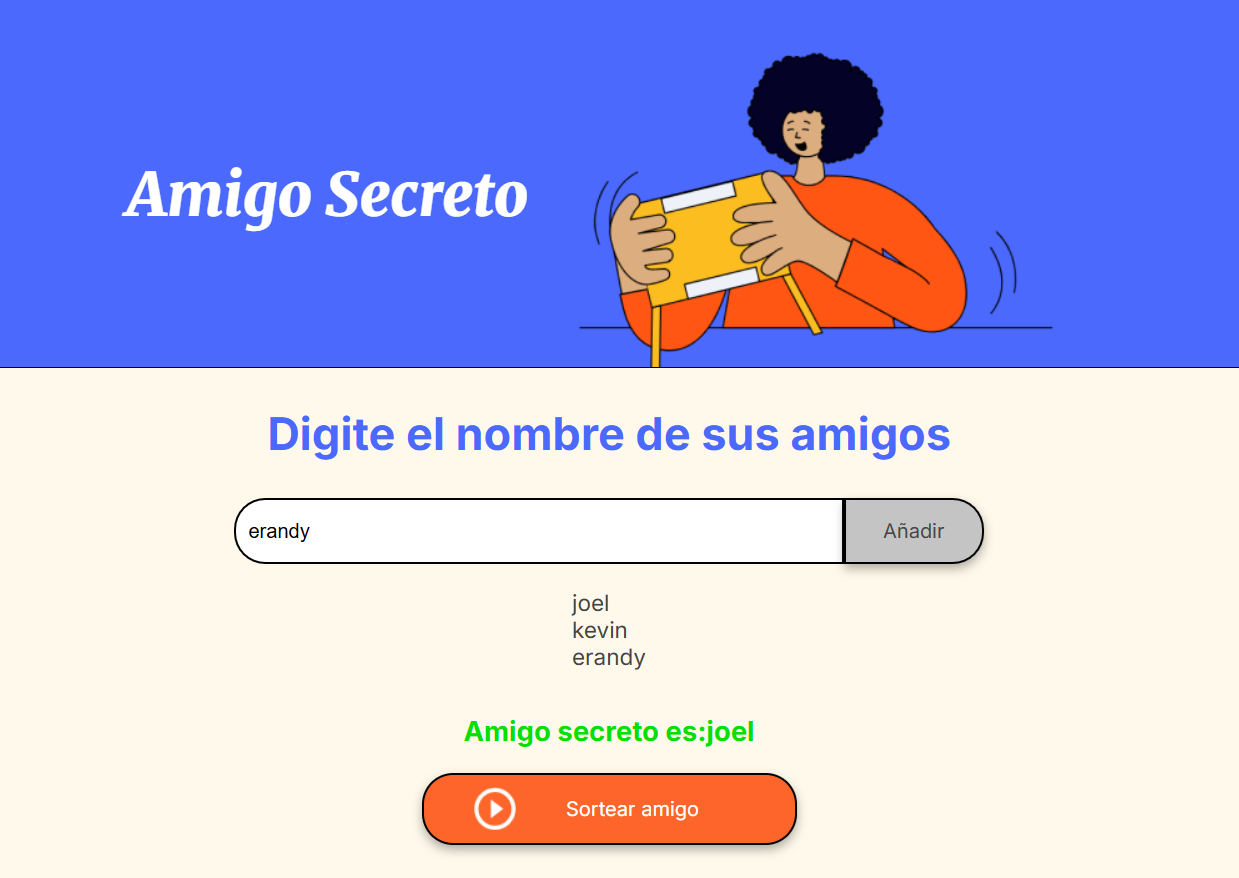 Amigo Secreto
Digite el nombre de sus amigos
erandy
Añadir
joel
kevin
erandy
Amigo secreto es:joel
Sortear amigo